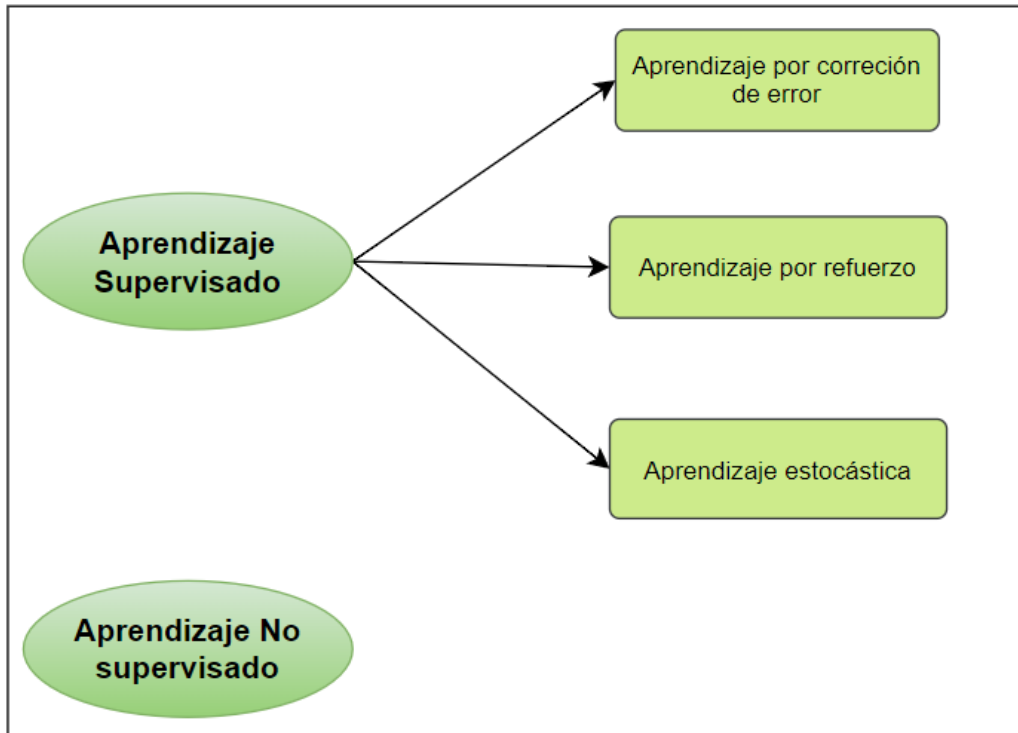 Aprendizaje por correción
de error
Aprendizaje
Supervisado
Aprendizaje por refuerzo
Aprendizaje estocástica
Aprendizaje No
supervisado